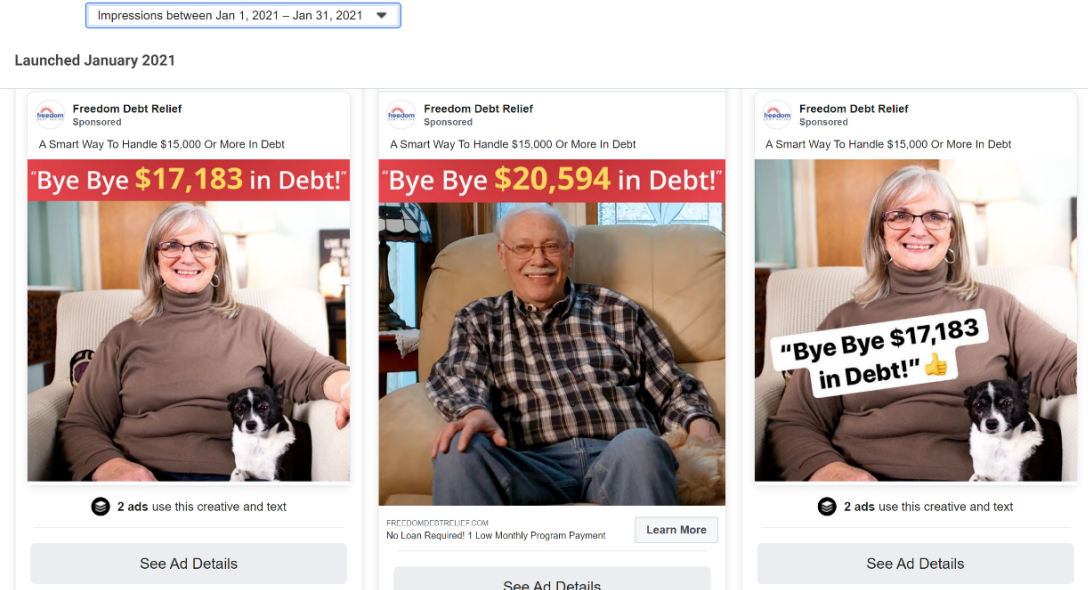 Impressions between Jan 1, 2021 – Jan 31, 2021
Launched January 2021
freedom
Freedom Debt Relief
Sponsored
A Smart Way To Handle $15,000 Or More In Debt
“Bye Bye $17,183 in Debt!”
2 ads use this creative and text
See Ad Details
freedom
Freedom Debt Relief
Sponsored
A Smart Way To Handle $15,000 Or More In Debt
“Bye Bye $20,594 in Debt!”
FREEDOMDEBTRELIEF.COM
No Loan Required! 1 Low Monthly Program Payment
Learn More
See Ad Details
freedom
Freedom Debt Relief
Sponsored
A Smart Way To Handle $15,000 Or More In Debt
“Bye Bye $17,183
in Debt!”👍
2 ads use this creative and text
See Ad Details